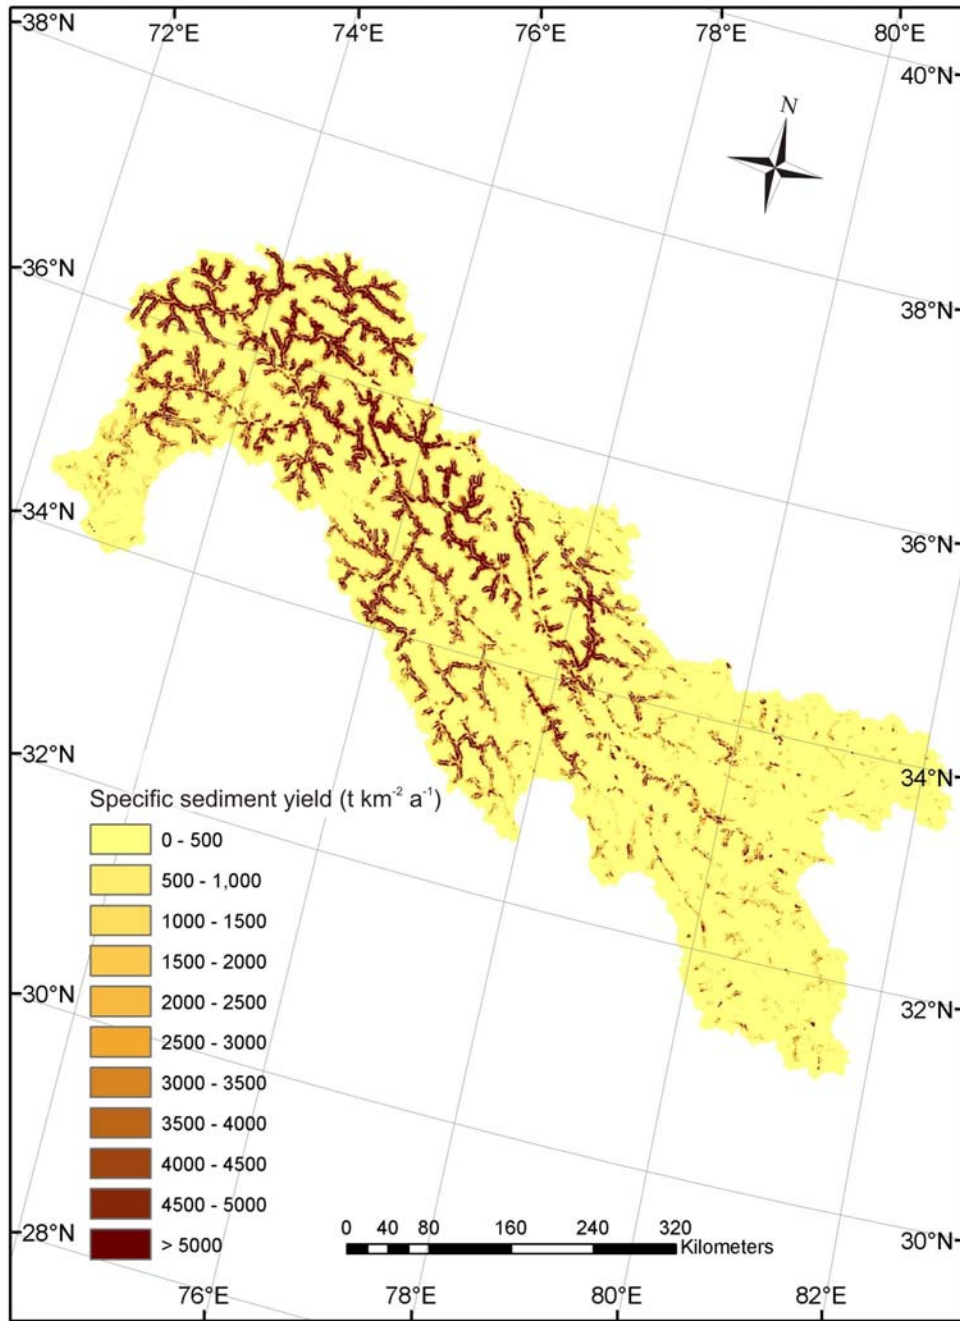 38°N
72°E 74°E 76°E 78°E 80°E
40°N
N
36°N
38°N
34°N
36°N
32°N
34°N
Specific sediment yield (t km⁻² a⁻¹)
0 - 500
500 - 1,000
1000 - 1500
1500 - 2000
2000 - 2500
30°N
32°N
2500 - 3000
3000 - 3500
3500 - 4000
4000 - 4500
4500 - 5000
> 5000
28°N
0 40 80 160 240 320
Kilometers
30°N
76°E 78°E 80°E 82°E